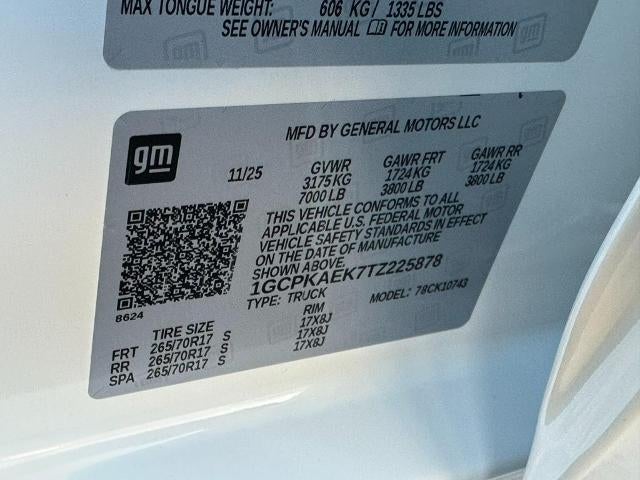 MAX TONGUE WEIGHT: 606 KG / 1335 LBS
SEE OWNER'S MANUAL FOR MORE INFORMATION
gm
MFD BY GENERAL MOTORS LLC
11/25 GVWR GAWR FRT GAWR RR
3175 KG 1724 KG 1724 KG
7000 LB 3800 LB 3800 LB
THIS VEHICLE CONFORMS TO ALL
APPLICABLE U.S. FEDERAL MOTOR
VEHICLE SAFETY STANDARDS IN EFFECT
ON THE DATE OF MANUFACTURE
SHOWN ABOVE.
1GCPKAEK7TZ225878
TYPE: TRUCK MODEL: 78CK10743
8624
TIRE SIZE RIM
FRT 265/70R17 S 17X8J
RR 265/70R17 S 17X8J
SPA 265/70R17 S 17X8J